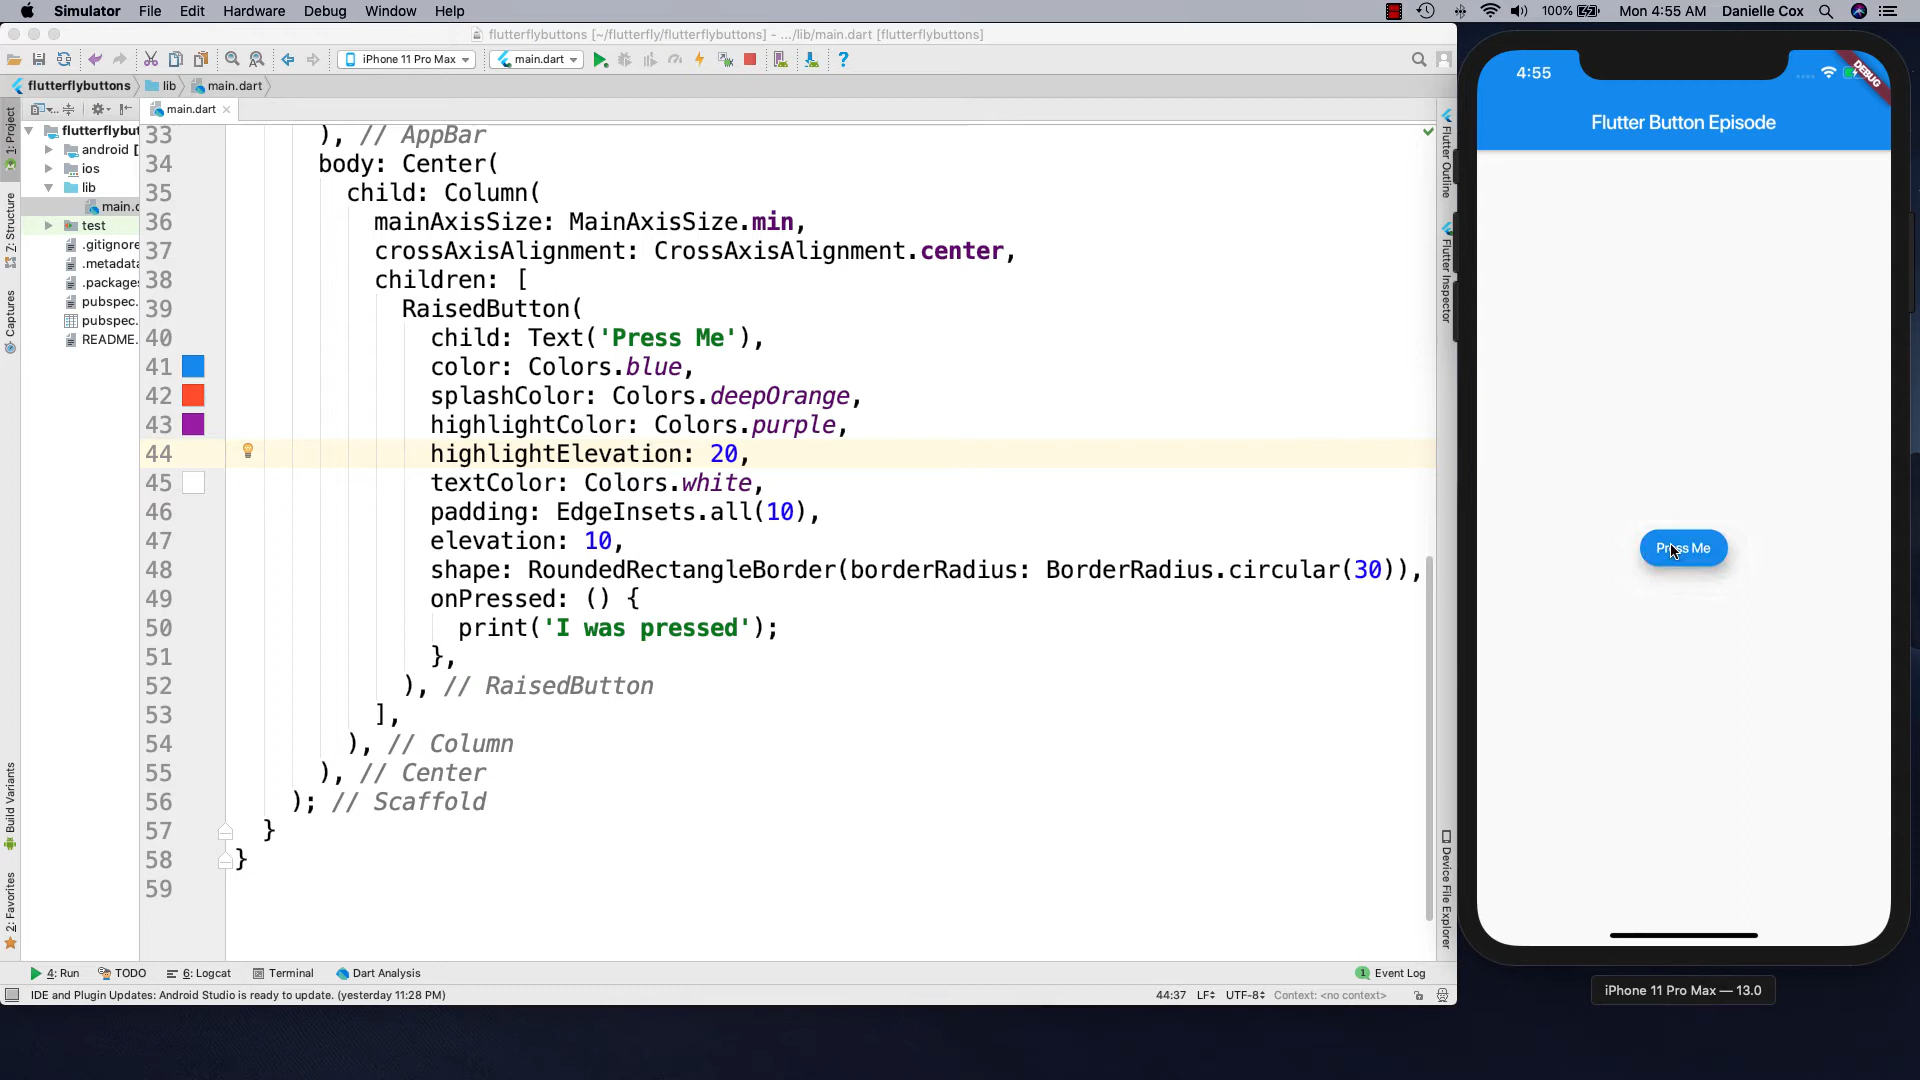 Simulator File Edit Hardware Debug Window Help 100% Mon 4:55 AM Danielle Cox
flutterflybuttons [~/flutterfly/flutterflybuttons] - .../lib/main.dart [flutterflybuttons]
iPhone 11 Pro Max main.dart
flutterflybuttons lib main.dart
main.dart
1: Project
Z: Structure
Captures
Build Variants
2: Favorites
flutterflybut
android [
ios
lib
main.d
test
.gitignore
.metadata
.packages
pubspec.
pubspec.
README.
33 ), // AppBar
34 body: Center(
35 child: Column(
36 mainAxisSize: MainAxisSize.min,
37 crossAxisAlignment: CrossAxisAlignment.center,
38 children: [
39 RaisedButton(
40 child: Text('Press Me'),
41 color: Colors.blue,
42 splashColor: Colors.deepOrange,
43 highlightColor: Colors.purple,
44 highlightElevation: 20,
45 textColor: Colors.white,
46 padding: EdgeInsets.all(10),
47 elevation: 10,
48 shape: RoundedRectangleBorder(borderRadius: BorderRadius.circular(30)),
49 onPressed: () {
50 print('I was pressed');
51 },
52 ), // RaisedButton
53 ],
54 ), // Column
55 ), // Center
56 ); // Scaffold
57 }
58 }
59
Flutter Outline
Flutter Inspector
Device File Explorer
4: Run TODO 6: Logcat Terminal Dart Analysis 1 Event Log
IDE and Plugin Updates: Android Studio is ready to update. (yesterday 11:28 PM) 44:37 LF UTF-8 Context: <no context>
4:55
DEBUG
Flutter Button Episode
Press Me
iPhone 11 Pro Max — 13.0